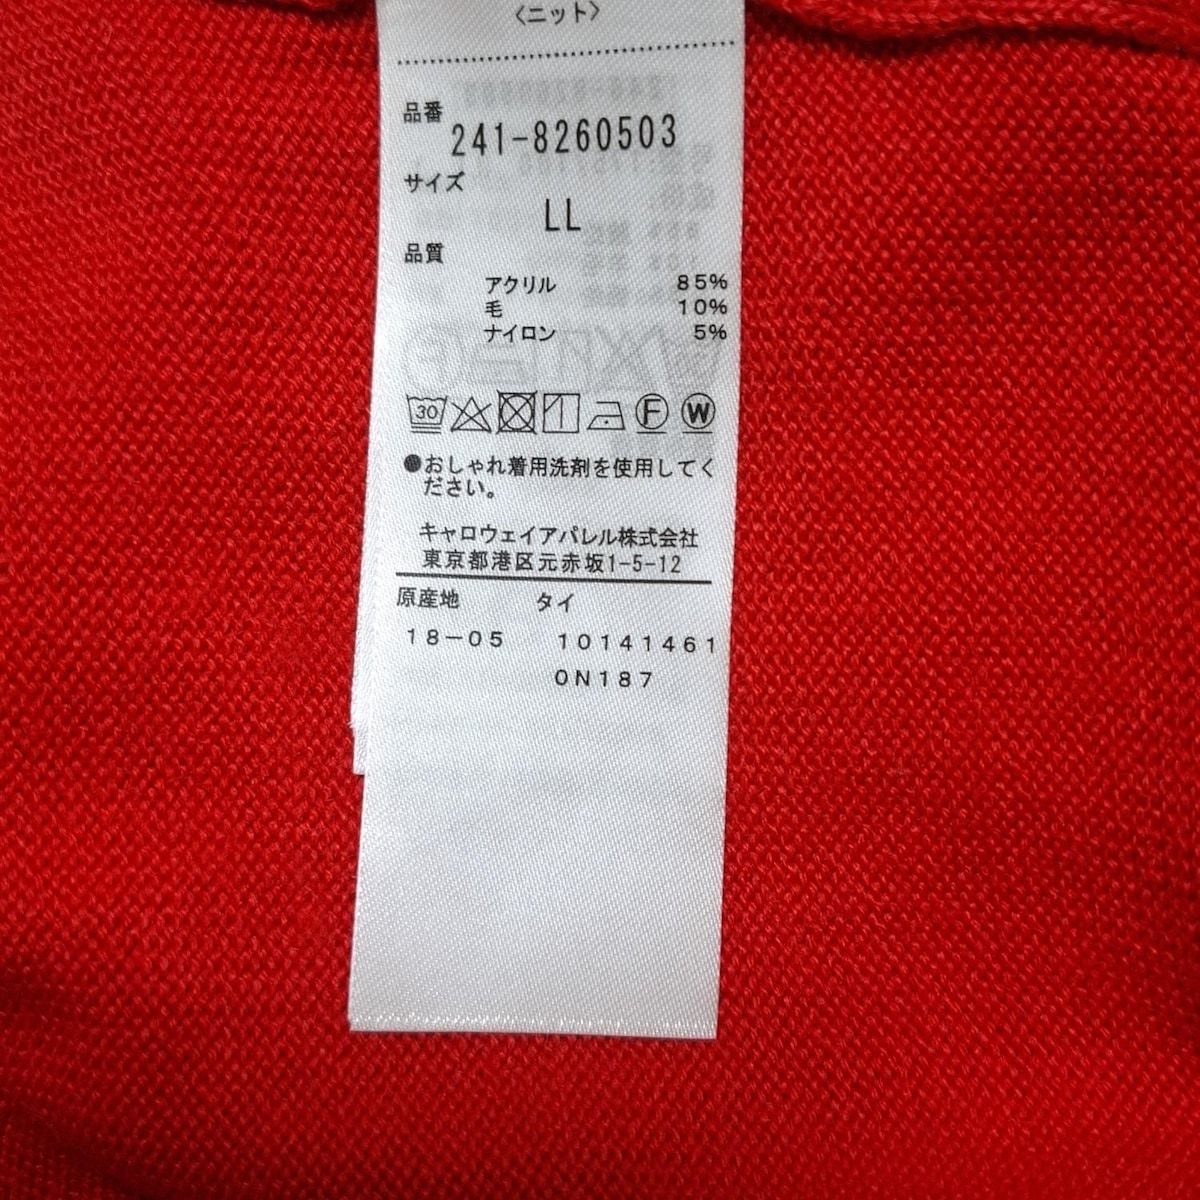 〈ニット〉
品番
241-8260503
サイズ
LL
品質
アクリル 85%
毛 10%
ナイロン 5%
30 F W
●おしゃれ着用洗剤を使用してく
ださい。
キャロウェイアパレル株式会社
東京都港区元赤坂1-5-12
原産地 タイ
18-05 10141461
0N187